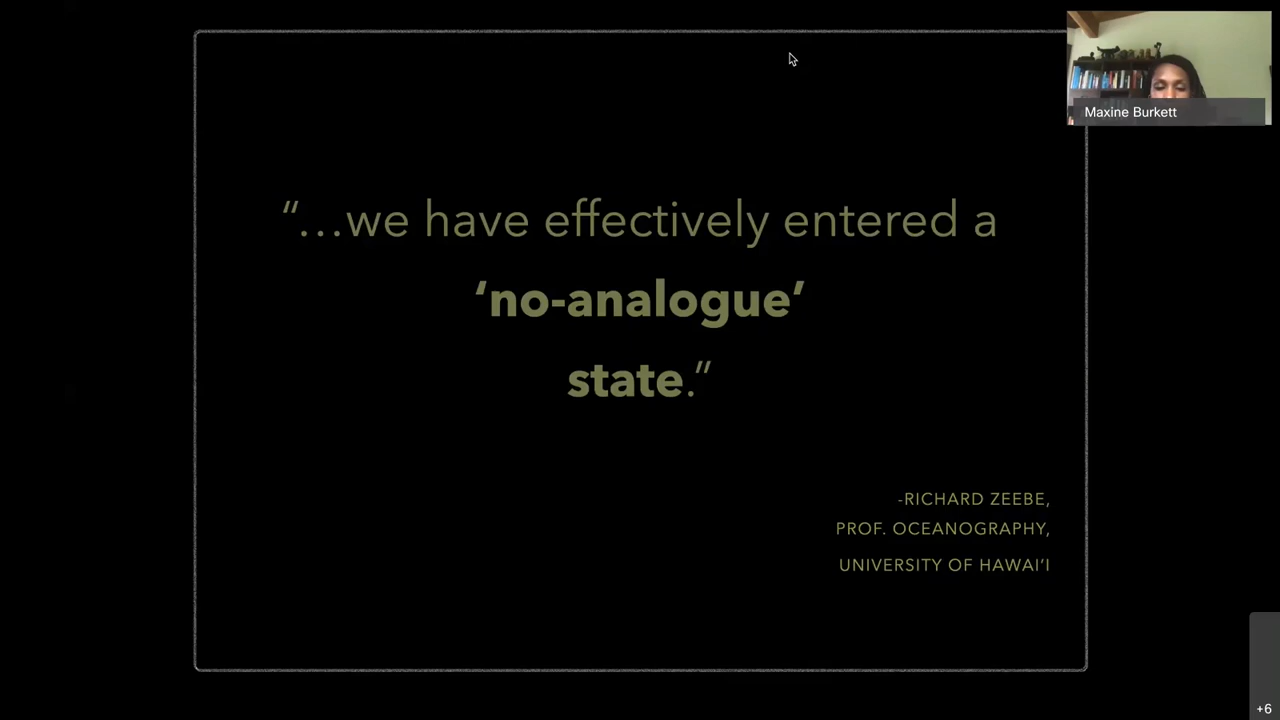 Maxine Burkett
“…we have effectively entered a
‘no-analogue’
state.”
-RICHARD ZEEBE,
PROF. OCEANOGRAPHY,
UNIVERSITY OF HAWAI’I
+6